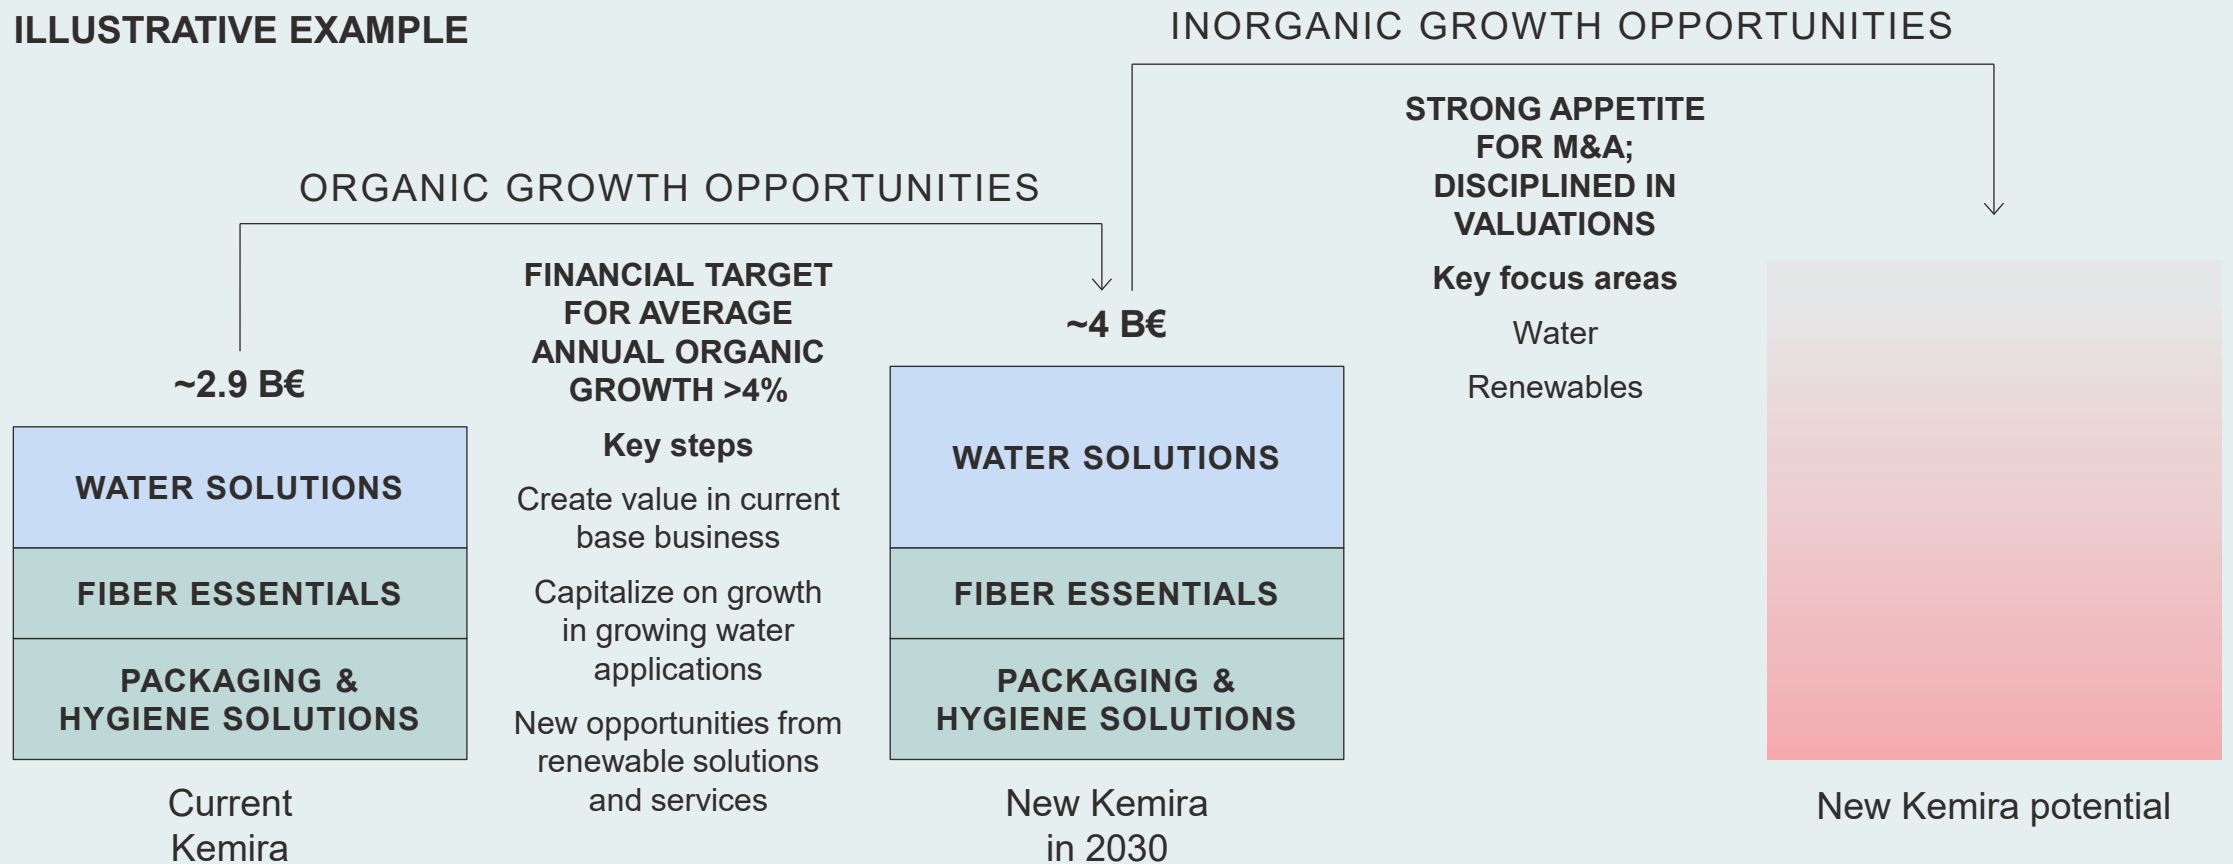 ILLUSTRATIVE EXAMPLE
INORGANIC GROWTH OPPORTUNITIES
ORGANIC GROWTH OPPORTUNITIES
~2.9 B€
WATER SOLUTIONS
FIBER ESSENTIALS
PACKAGING &
HYGIENE SOLUTIONS
Current
Kemira
FINANCIAL TARGET
FOR AVERAGE
ANNUAL ORGANIC
GROWTH >4%
Key steps
Create value in current
base business
Capitalize on growth
in growing water
applications
New opportunities from
renewable solutions
and services
~4 B€
WATER SOLUTIONS
FIBER ESSENTIALS
PACKAGING &
HYGIENE SOLUTIONS
New Kemira
in 2030
STRONG APPETITE
FOR M&A;
DISCIPLINED IN
VALUATIONS
Key focus areas
Water
Renewables
New Kemira potential